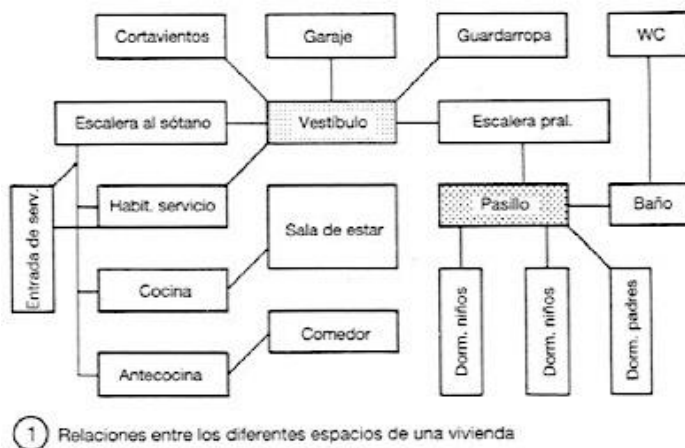 Cortavientos
Garaje
Guardarropa
WC
Escalera al sótano
Vestíbulo
Escalera pral.
Entrada de serv.
Habit. servicio
Sala de estar
Pasillo
Baño
Cocina
Comedor
Antecocina
Dorm. niños
Dorm. niños
Dorm. padres
1 Relaciones entre los diferentes espacios de una vivienda